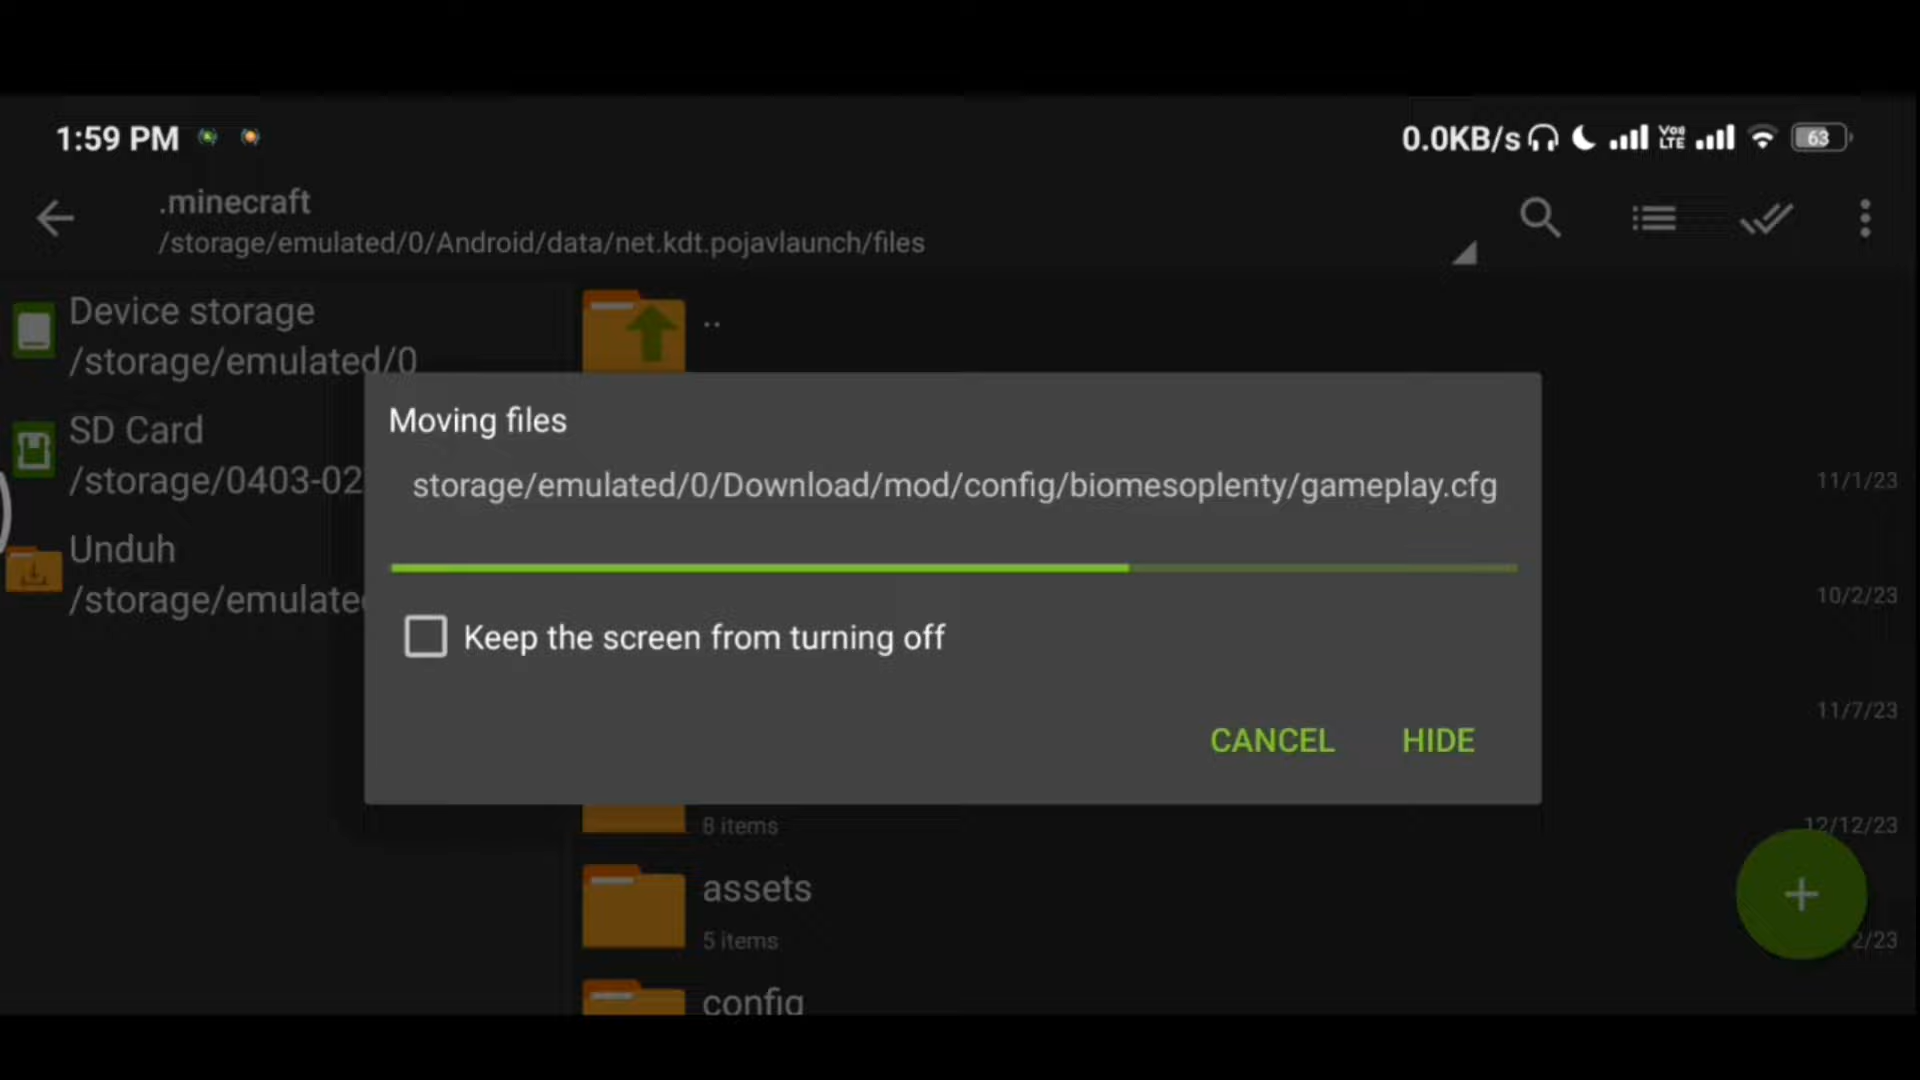 1:59 PM
0.0KB/s
Vo))
LTE
63
.minecraft
/storage/emulated/0/Android/data/net.kdt.pojavlaunch/files
Device storage
/storage/emulated/0
SD Card
/storage/0403-02
Unduh
/storage/emulate
..
Moving files
storage/emulated/0/Download/mod/config/biomesoplenty/gameplay.cfg
Keep the screen from turning off
CANCEL
HIDE
11/1/23
10/2/23
11/7/23
8 items
12/12/23
assets
5 items
2/23
config